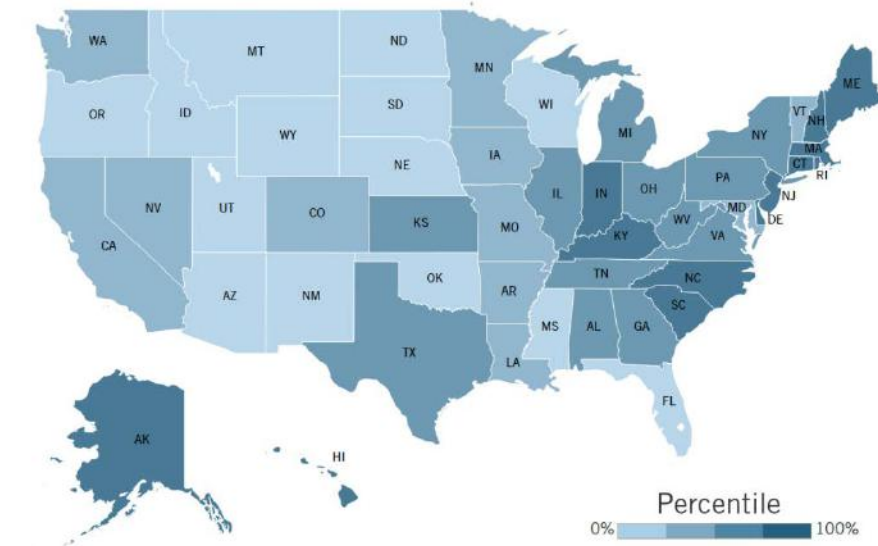 WA
MT
ND
MN
ME
OR
ID
SD
WI
VT
NH
WY
MI
NY
MA
NE
IA
CT
RI
PA
NV
UT
CO
IL
IN
OH
NJ
KS
MO
WV
MD
DE
CA
KY
VA
AZ
NM
OK
AR
TN
NC
SC
MS
AL
GA
TX
LA
FL
AK
HI
Percentile
0% 100%